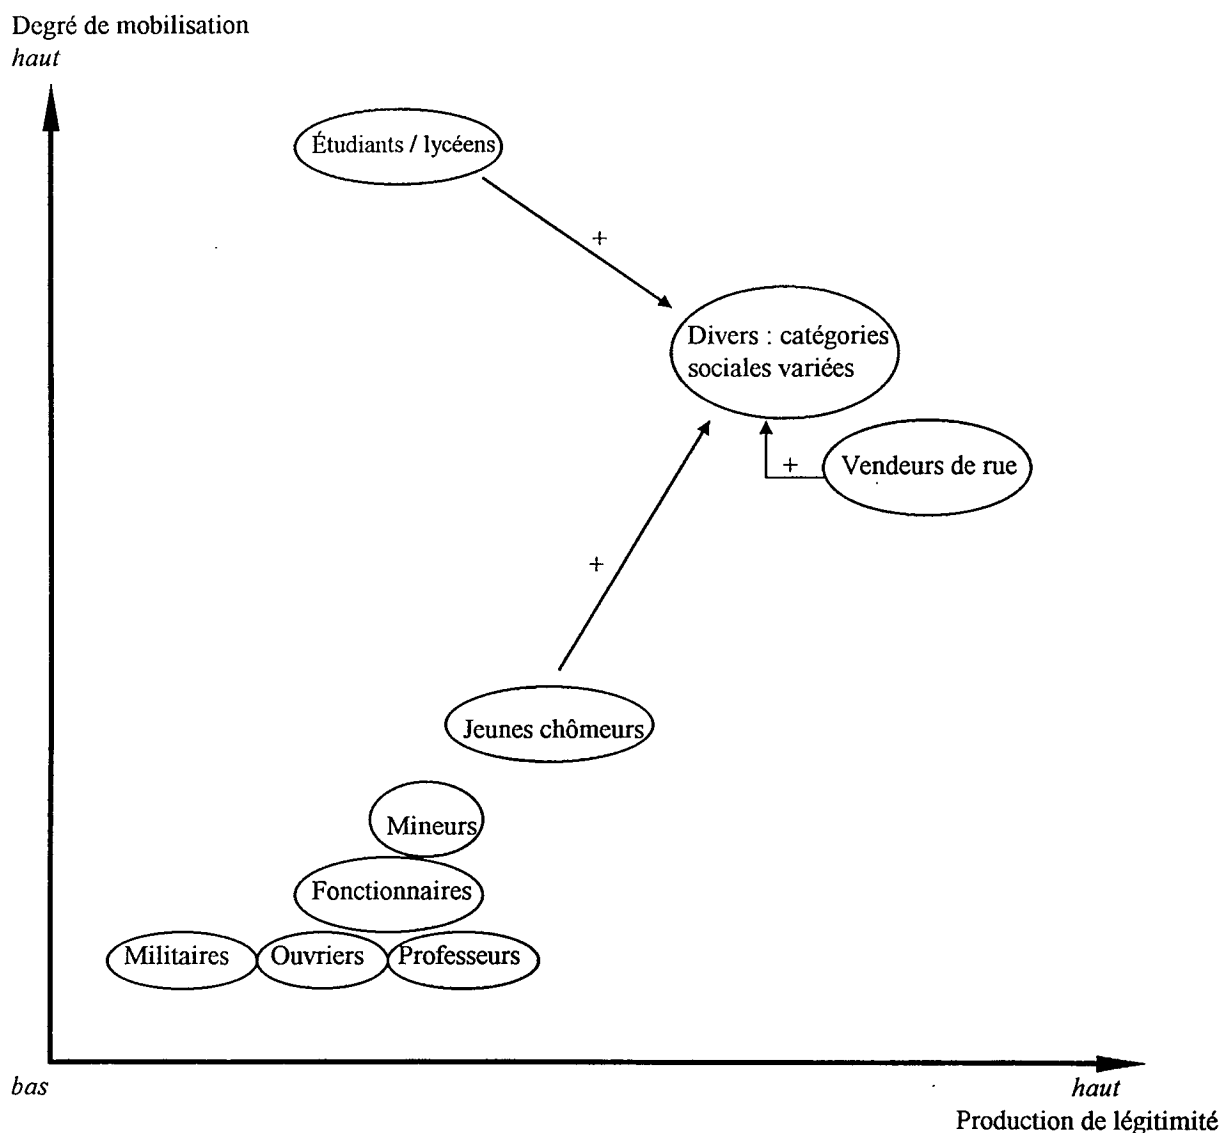 Degré de mobilisation
haut
Étudiants / lycéens
+
Divers : catégories
sociales variées
+
Vendeurs de rue
+
Jeunes chômeurs
Mineurs
Fonctionnaires
Militaires
Ouvriers
Professeurs
bas
haut
Production de légitimité